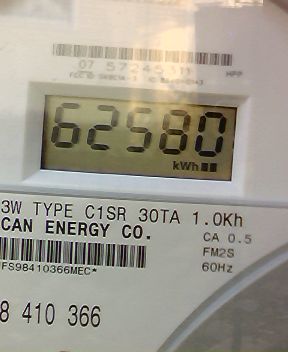 HPP
62580
kWh
3W TYPE C1SR 30TA 1.0Kh
CAN ENERGY CO.
CA 0.5
FM2S
60Hz
FS98410366MEC*
8 410 366